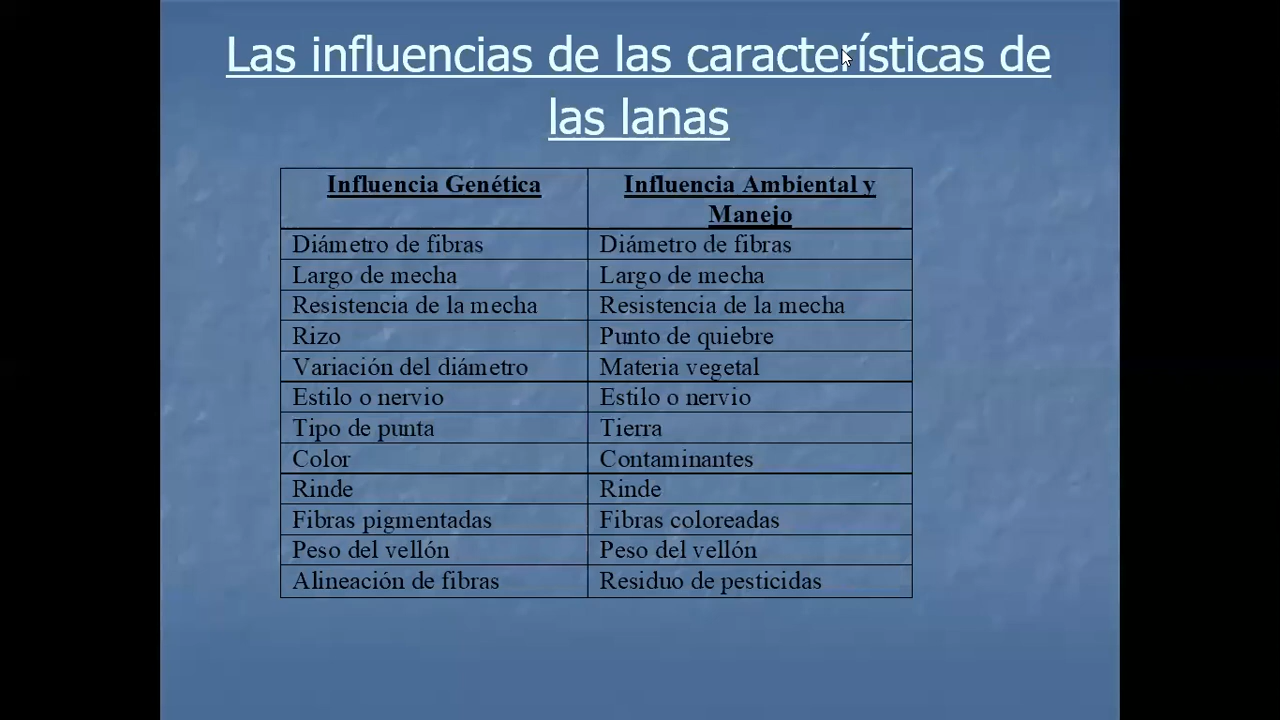 Las influencias de las características de
las lanas
Influencia Genética
Influencia Ambiental y
Manejo
Diámetro de fibras
Diámetro de fibras
Largo de mecha
Largo de mecha
Resistencia de la mecha
Resistencia de la mecha
Rizo
Punto de quiebre
Variación del diámetro
Materia vegetal
Estilo o nervio
Estilo o nervio
Tipo de punta
Tierra
Color
Contaminantes
Rinde
Rinde
Fibras pigmentadas
Fibras coloreadas
Peso del vellón
Peso del vellón
Alineación de fibras
Residuo de pesticidas